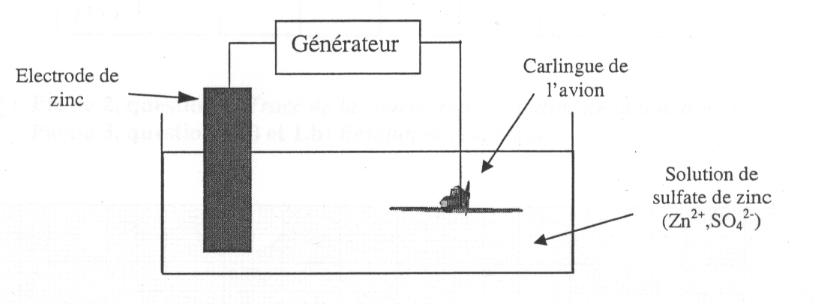 Générateur
Electrode de
zinc
Carlingue de
l'avion
Solution de
sulfate de zinc
(Zn²⁺,SO₄²⁻)